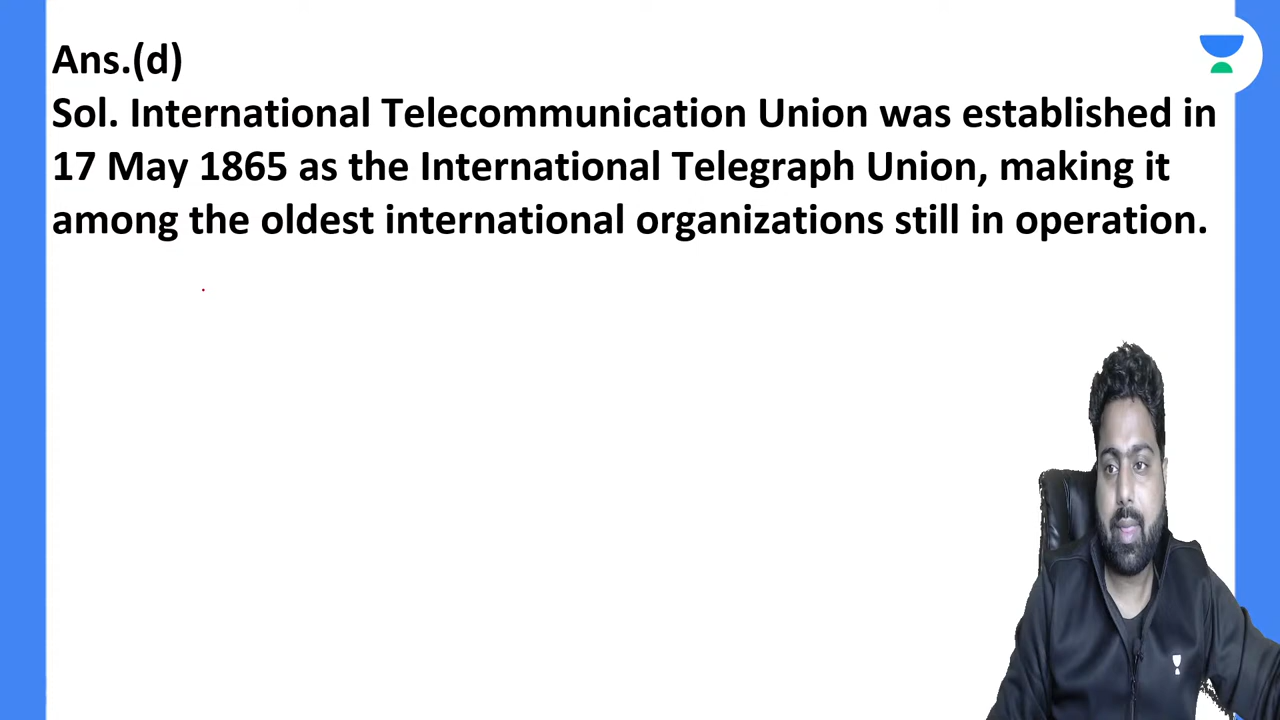 Ans.(d)
Sol. International Telecommunication Union was established in
17 May 1865 as the International Telegraph Union, making it
among the oldest international organizations still in operation.